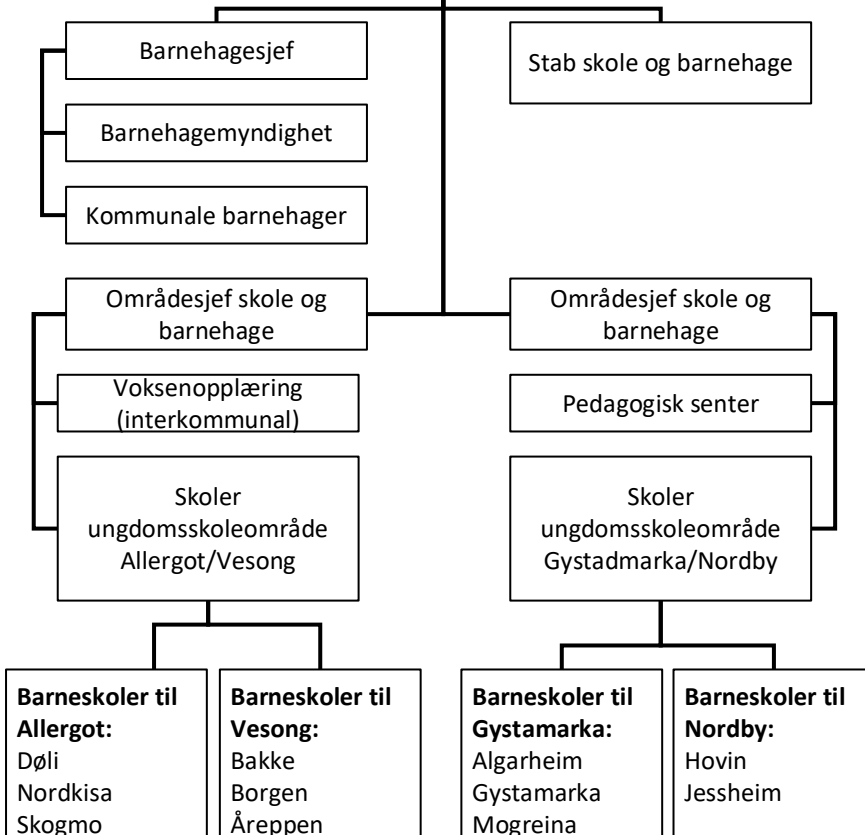 Barnehagesjef
Stab skole og barnehage
Barnehagemyndighet
Kommunale barnehager
Områdesjef skole og
barnehage
Områdesjef skole og
barnehage
Voksenopplæring
(interkommunal)
Pedagogisk senter
Skoler
ungdomsskoleområde
Allergot/Vesong
Skoler
ungdomsskoleområde
Gystadmarka/Nordby
Barneskoler til
Allergot:
Døli
Nordkisa
Skogmo
Barneskoler til
Vesong:
Bakke
Borgen
Åreppen
Barneskoler til
Gystamarka:
Algarheim
Gystamarka
Mogreina
Barneskoler til
Nordby:
Hovin
Jessheim